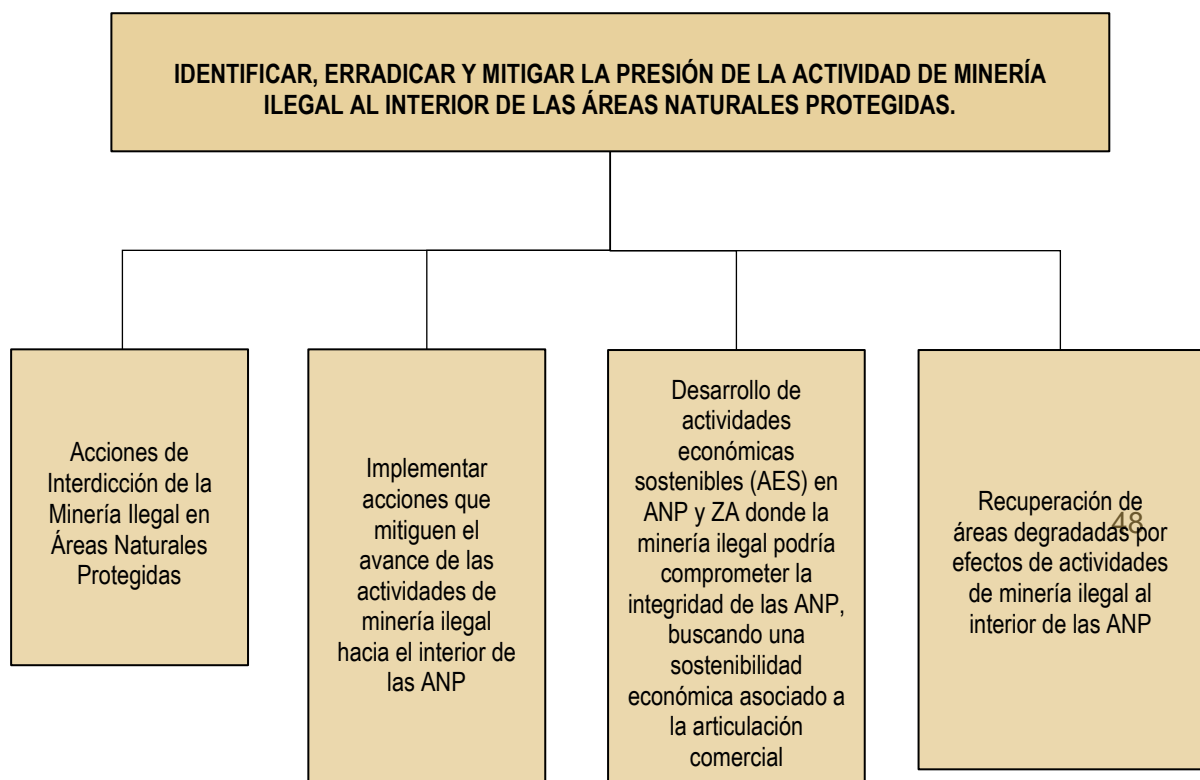 IDENTIFICAR, ERRADICAR Y MITIGAR LA PRESIÓN DE LA ACTIVIDAD DE MINERÍA
ILEGAL AL INTERIOR DE LAS ÁREAS NATURALES PROTEGIDAS.
Acciones de
Interdicción de la
Minería Ilegal en
Áreas Naturales
Protegidas
Implementar
acciones que
mitiguen el
avance de las
actividades de
minería ilegal
hacia el interior de
las ANP
Desarrollo de
actividades
económicas
sostenibles (AES) en
ANP y ZA donde la
minería ilegal podría
comprometer la
integridad de las ANP,
buscando una
sostenibilidad
económica asociado a
la articulación
comercial
Recuperación de
áreas degradadas por
efectos de actividades
de minería ilegal al
interior de las ANP
48